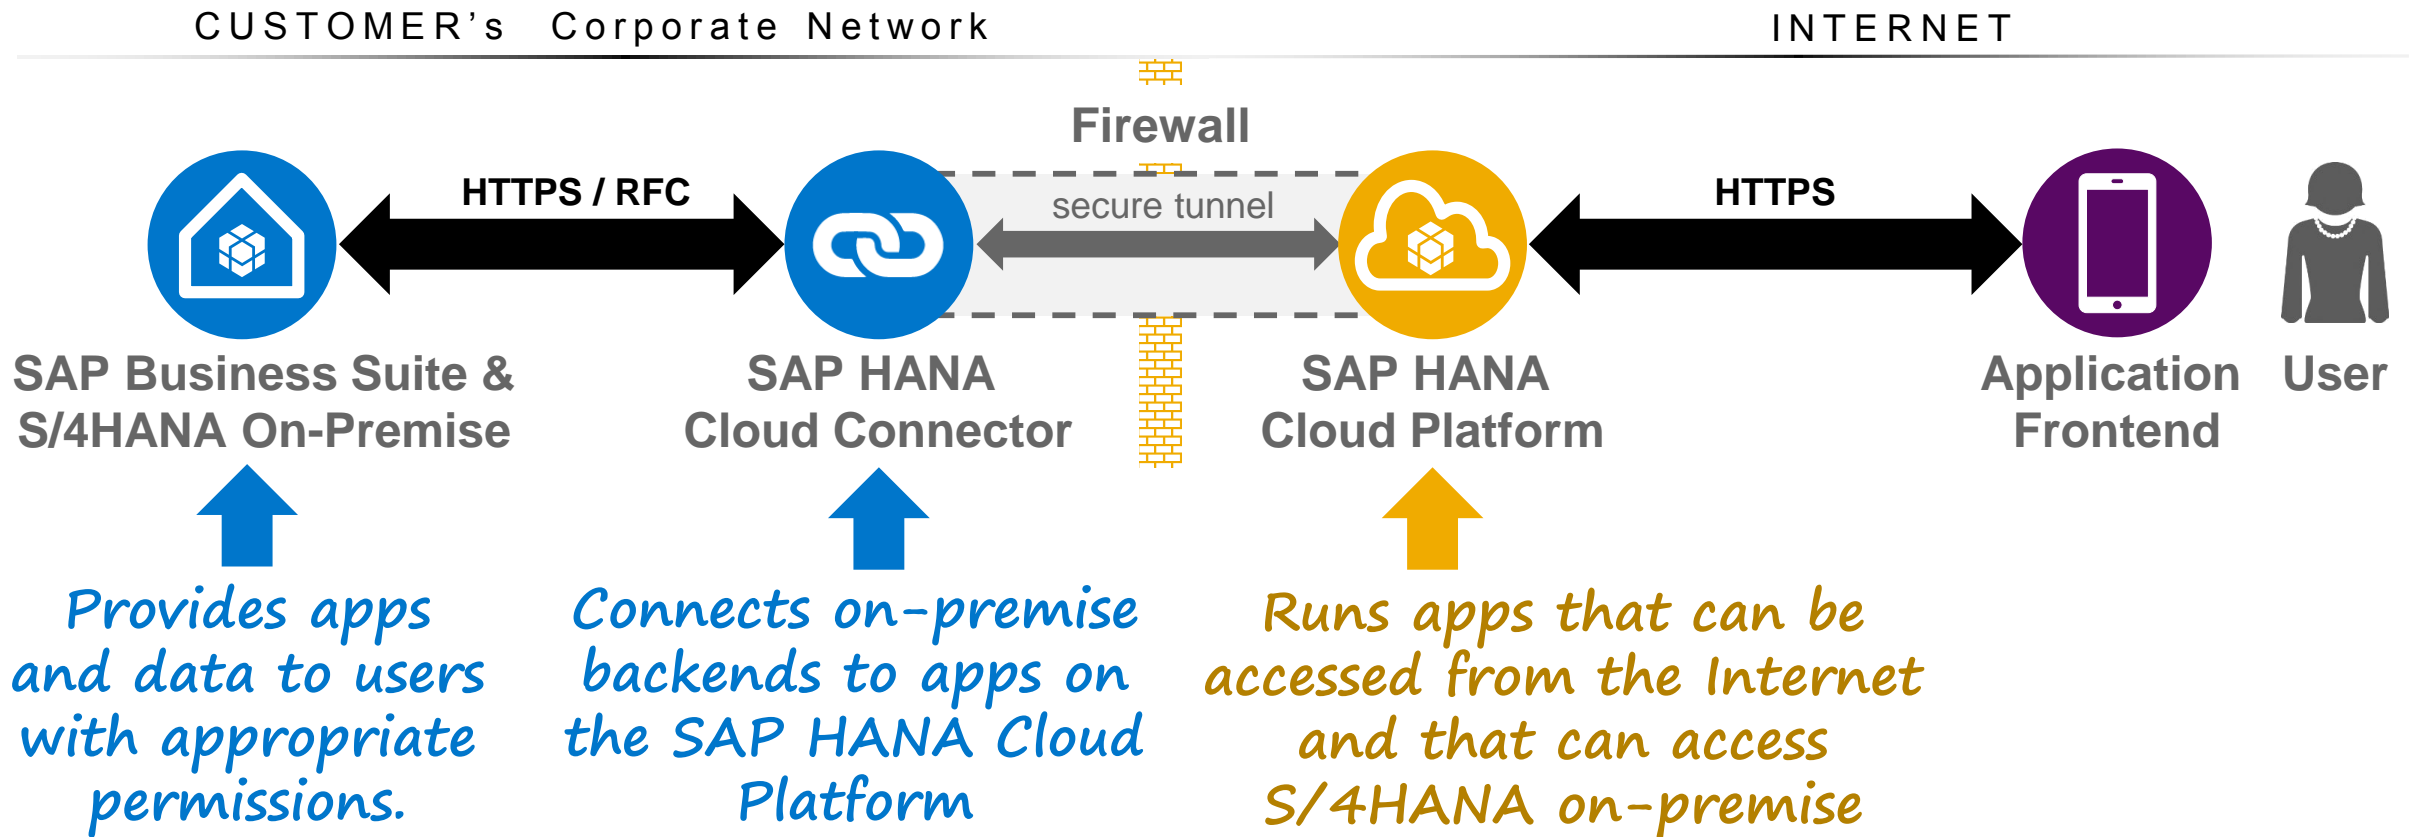 CUSTOMER's Corporate Network
INTERNET
Firewall
HTTPS / RFC
secure tunnel
HTTPS
SAP Business Suite &
S/4HANA On-Premise
SAP HANA
Cloud Connector
SAP HANA
Cloud Platform
Application
Frontend
User
Provides apps
and data to users
with appropriate
permissions.
Connects on-premise
backends to apps on
the SAP HANA Cloud
Platform
Runs apps that can be
accessed from the Internet
and that can access
S/4HANA on-premise